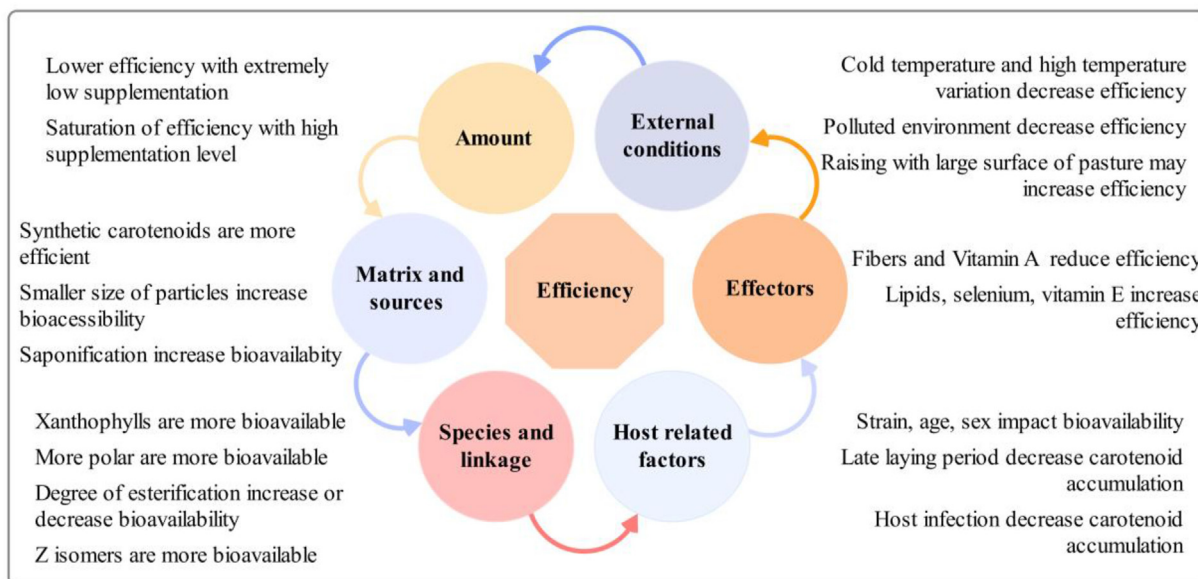 Lower efficiency with extremely
low supplementation
Saturation of efficiency with high
supplementation level
Amount
External
conditions
Cold temperature and high temperature
variation decrease efficiency
Polluted environment decrease efficiency
Raising with large surface of pasture may
increase efficiency
Synthetic carotenoids are more
efficient
Smaller size of particles increase
bioacessibility
Saponification increase bioavailabity
Matrix and
sources
Efficiency
Effectors
Fibers and Vitamin A reduce efficiency
Lipids, selenium, vitamin E increase
efficiency
Xanthophylls are more bioavailable
More polar are more bioavailable
Degree of esterification increase or
decrease bioavailability
Z isomers are more bioavailable
Species and
linkage
Host related
factors
Strain, age, sex impact bioavailability
Late laying period decrease carotenoid
accumulation
Host infection decrease carotenoid
accumulation